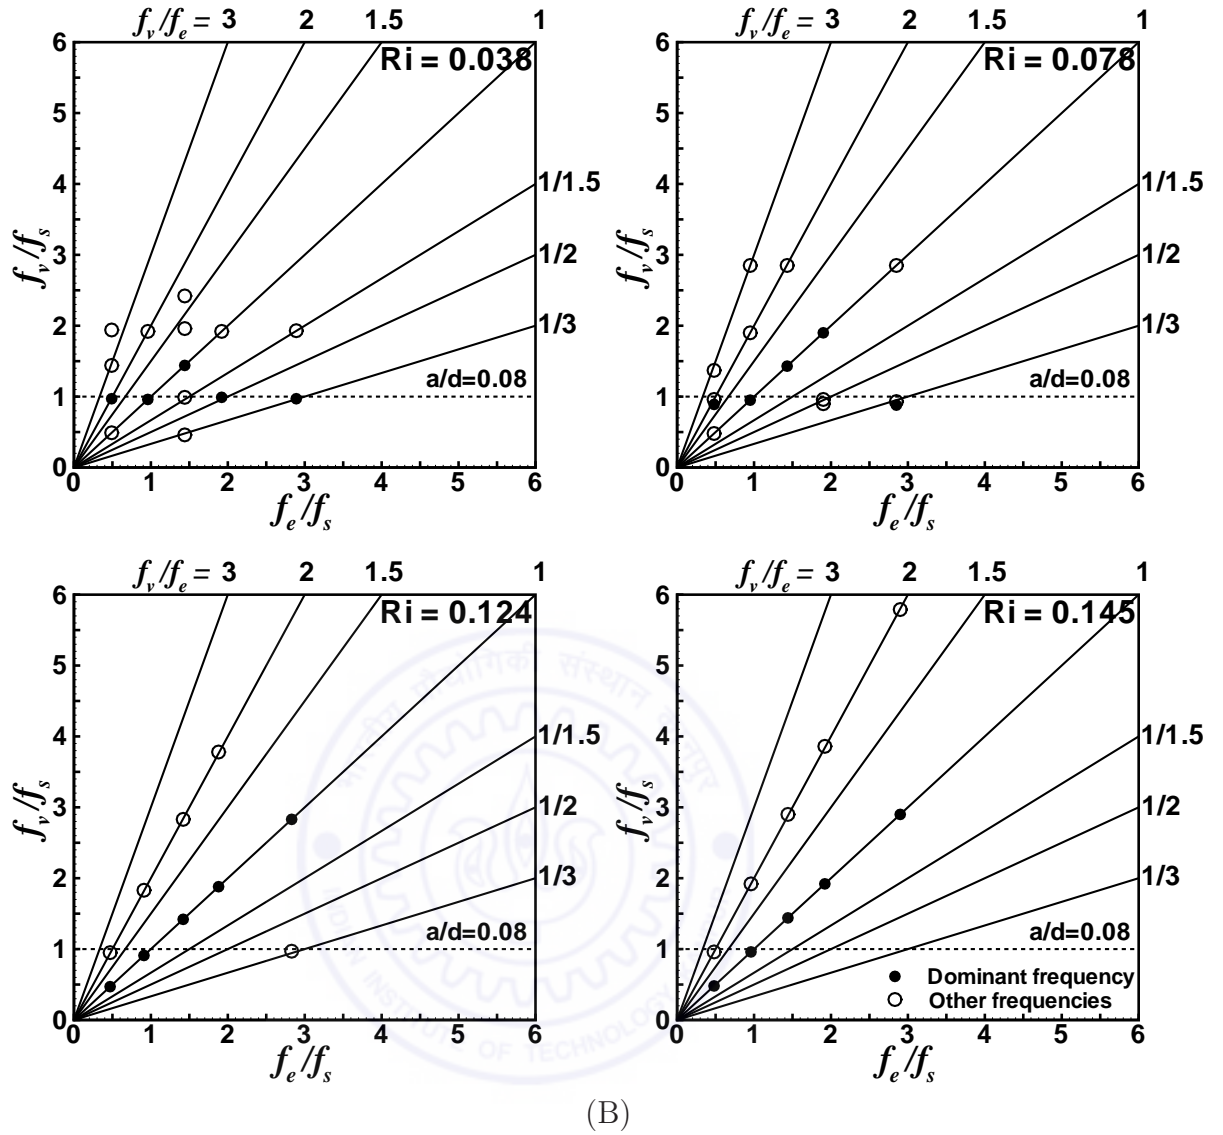 f_v/f_e = 3 2 1.5 1
Ri = 0.038
6
5
4
3
2
1
0
f_v/f_s
1/1.5
1/2
1/3
a/d=0.08
0 1 2 3 4 5 6
f_e/f_s
f_v/f_e = 3 2 1.5 1
Ri = 0.078
6
5
4
3
2
1
0
f_v/f_s
1/1.5
1/2
1/3
a/d=0.08
0 1 2 3 4 5 6
f_e/f_s
f_v/f_e = 3 2 1.5 1
Ri = 0.124
6
5
4
3
2
1
0
f_v/f_s
1/1.5
1/2
1/3
a/d=0.08
0 1 2 3 4 5 6
f_e/f_s
f_v/f_e = 3 2 1.5 1
Ri = 0.145
6
5
4
3
2
1
0
f_v/f_s
1/1.5
1/2
1/3
a/d=0.08
Dominant frequency
Other frequencies
0 1 2 3 4 5 6
f_e/f_s
INSTITUTE OF TECHNOLOGY
(B)